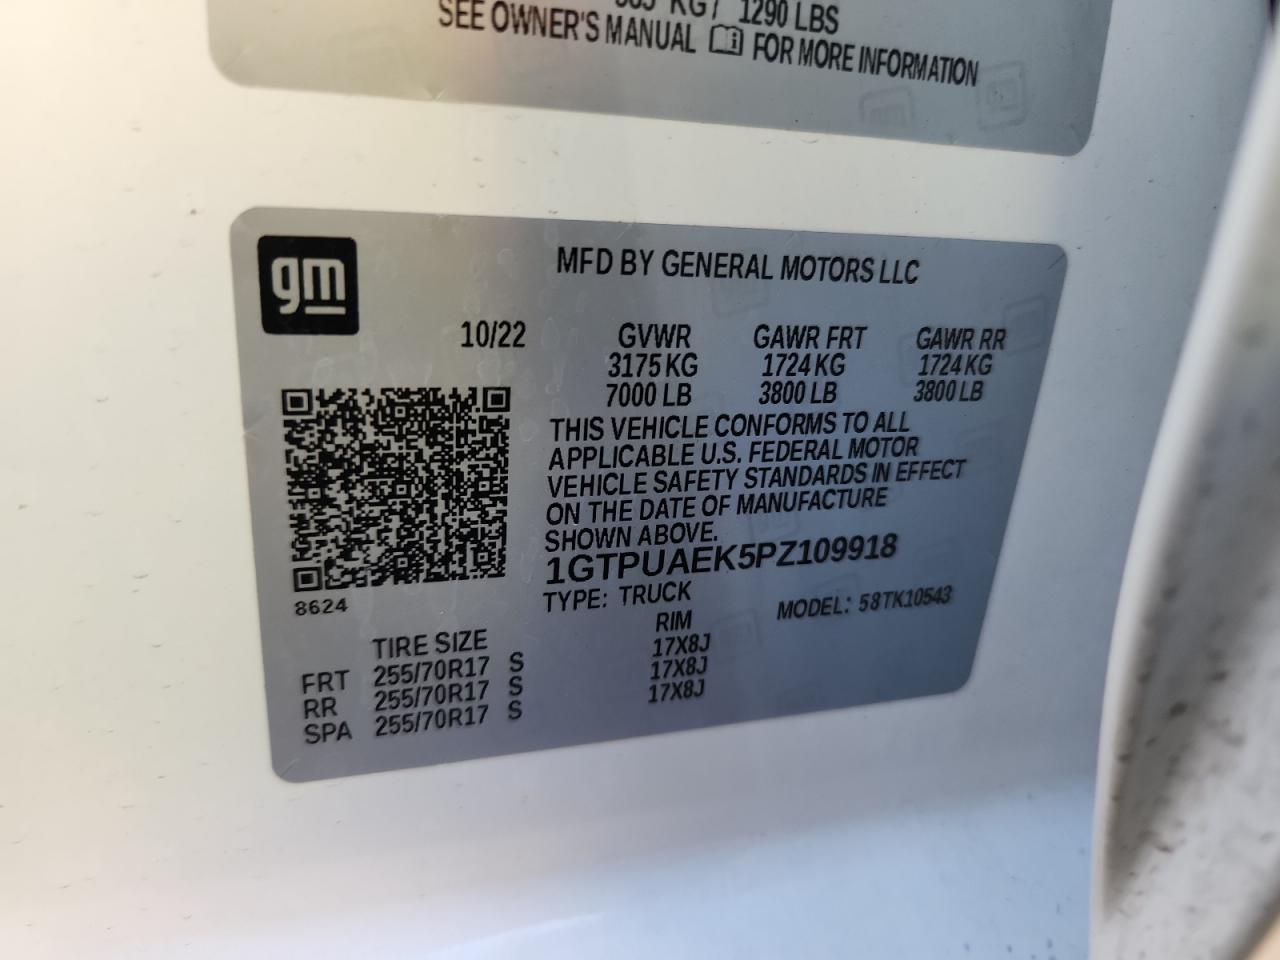 KG / 1290 LBS
SEE OWNER'S MANUAL FOR MORE INFORMATION
gm
MFD BY GENERAL MOTORS LLC
10/22 GVWR GAWR FRT GAWR RR
3175 KG 1724 KG 1724 KG
7000 LB 3800 LB 3800 LB
THIS VEHICLE CONFORMS TO ALL
APPLICABLE U.S. FEDERAL MOTOR
VEHICLE SAFETY STANDARDS IN EFFECT
ON THE DATE OF MANUFACTURE
SHOWN ABOVE.
1GTPUAEK5PZ109918
8624
TYPE: TRUCK MODEL: 58TK10543
TIRE SIZE RIM
FRT 255/70R17 S 17X8J
RR 255/70R17 S 17X8J
SPA 255/70R17 S 17X8J